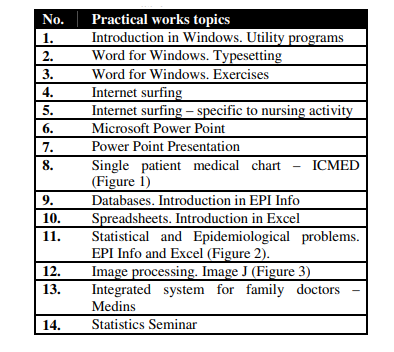 No. Practical works topics
1. Introduction in Windows. Utility programs
2. Word for Windows. Typesetting
3. Word for Windows. Exercises
4. Internet surfing
5. Internet surfing – specific to nursing activity
6. Microsoft Power Point
7. Power Point Presentation
8. Single patient medical chart – ICMED
(Figure 1)
9. Databases. Introduction in EPI Info
10. Spreadsheets. Introduction in Excel
11. Statistical and Epidemiological problems.
EPI Info and Excel (Figure 2).
12. Image processing. Image J (Figure 3)
13. Integrated system for family doctors –
Medins
14. Statistics Seminar